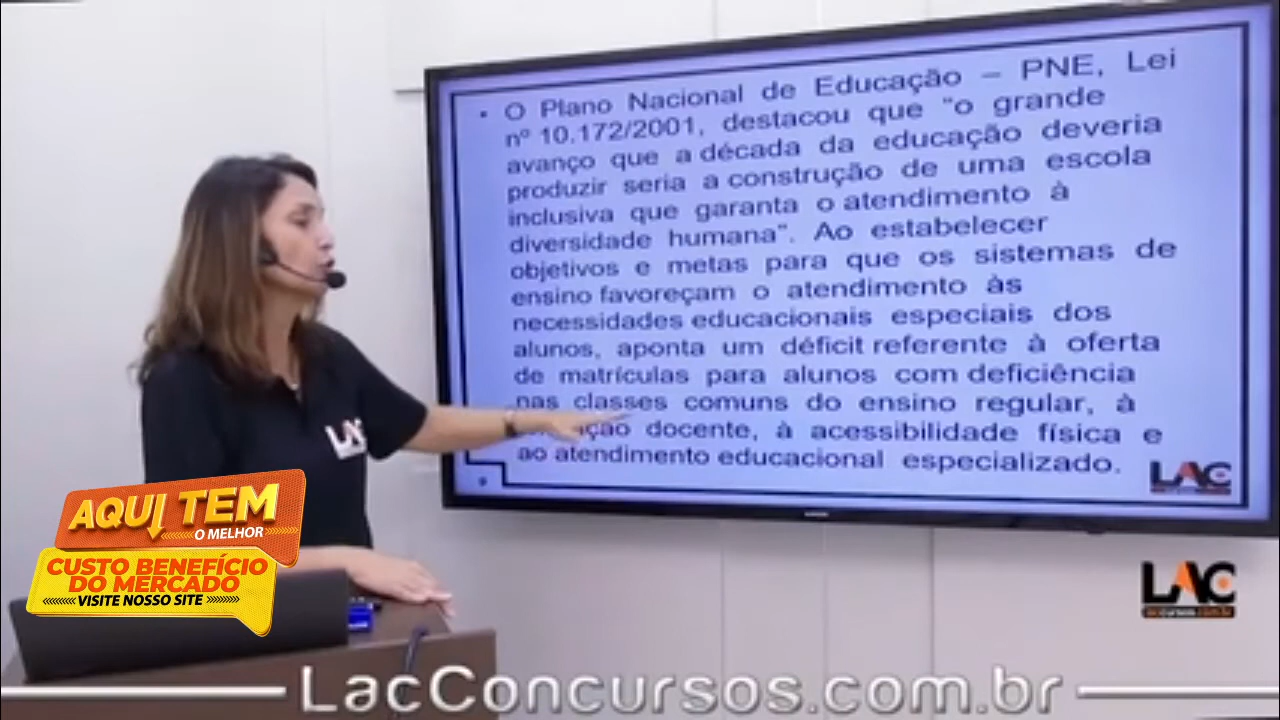 • O Plano Nacional de Educação – PNE, Lei
nº 10.172/2001, destacou que "o grande
avanço que a década da educação deveria
produzir seria a construção de uma escola
inclusiva que garanta o atendimento à
diversidade humana". Ao estabelecer
objetivos e metas para que os sistemas de
ensino favoreçam o atendimento às
necessidades educacionais especiais dos
alunos, aponta um déficit referente à oferta
de matrículas para alunos com deficiência
nas classes comuns do ensino regular, à
docente, à acessibilidade física e
ao atendimento educacional especializado.
9
LAC
LAC
AQUI TEM
O MELHOR
CUSTO BENEFÍCIO
DO MERCADO
VISITE NOSSO SITE
LAC
LacConcursos.com.br